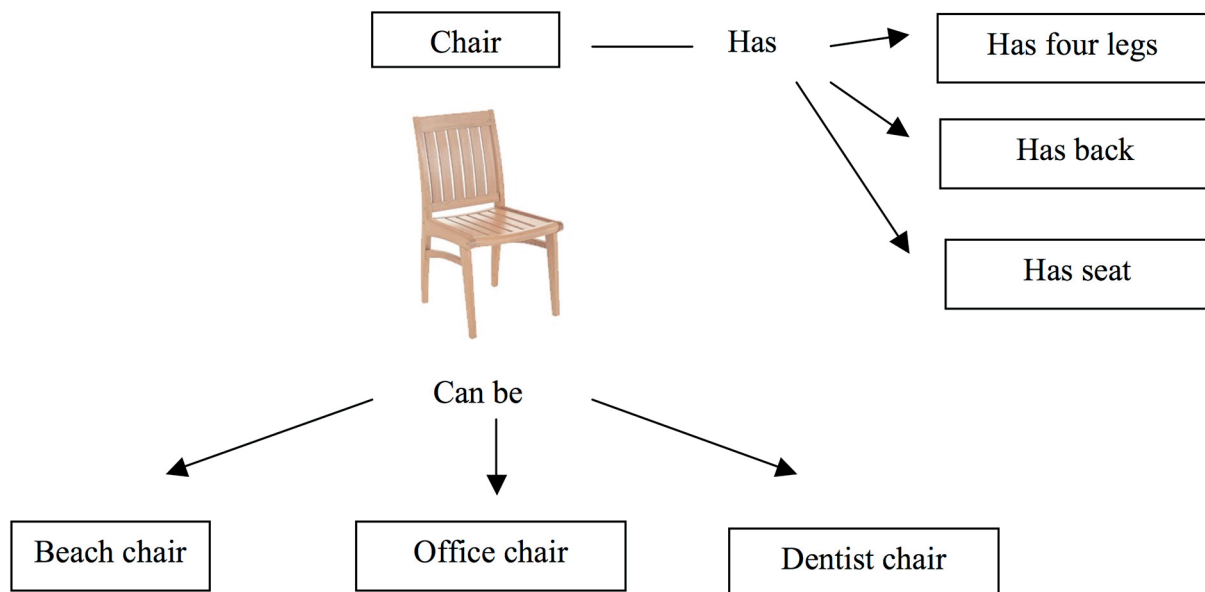 Chair
Has
Has four legs
Has back
Has seat
Can be
Beach chair
Office chair
Dentist chair